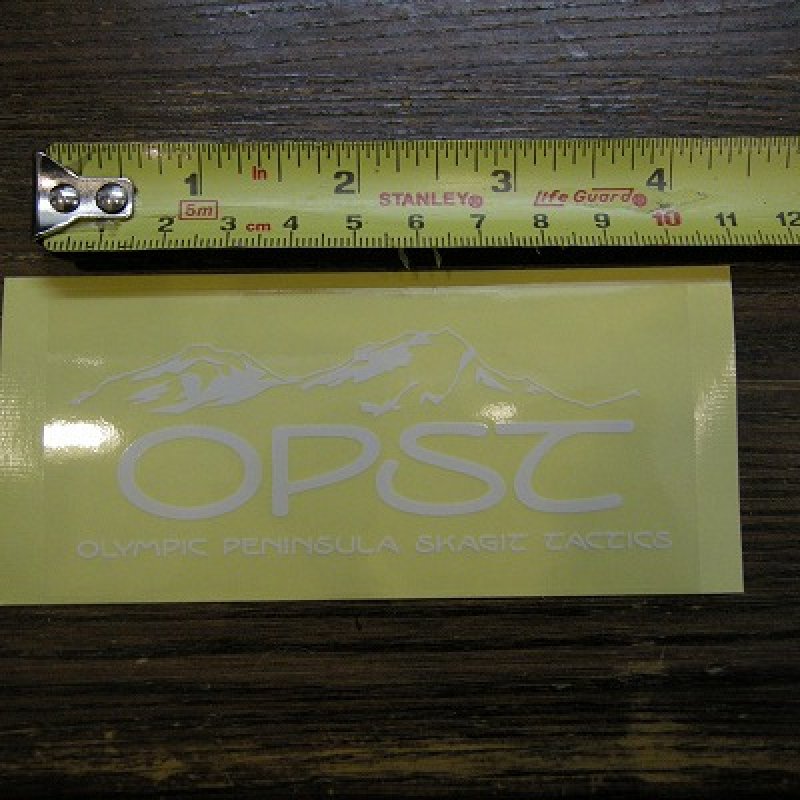 1 In 2 3 4
5m STANLEY® Life Guard®
2 3 cm 4 5 6 7 8 9 10 11 12
OPST
OLYMPIC PENINSULA SKAGIT TACTICS